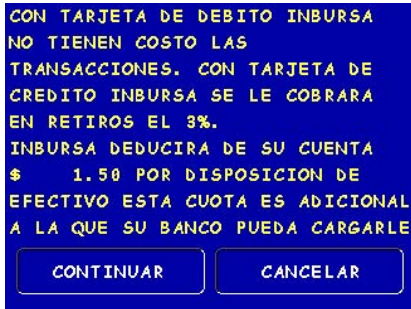 CON TARJETA DE DEBITO INBURSA
NO TIENEN COSTO LAS
TRANSACCIONES. CON TARJETA DE
CREDITO INBURSA SE LE COBRARA
EN RETIROS EL 3%.
INBURSA DEDUCIRA DE SU CUENTA
$ 1.50 POR DISPOSICION DE
EFECTIVO ESTA CUOTA ES ADICIONAL
A LA QUE SU BANCO PUEDA CARGARLE
CONTINUAR CANCELAR